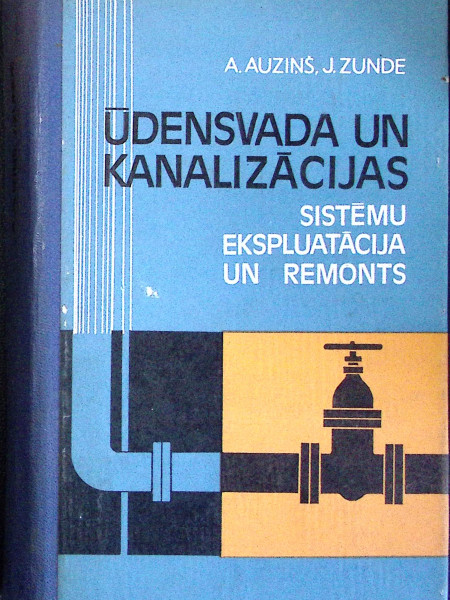 A. AUZIŅŠ, J. ZUNDE
ŪDENSVADA UN
KANALIZĀCIJAS
SISTĒMU
EKSPLUATĀCIJA
UN REMONTS